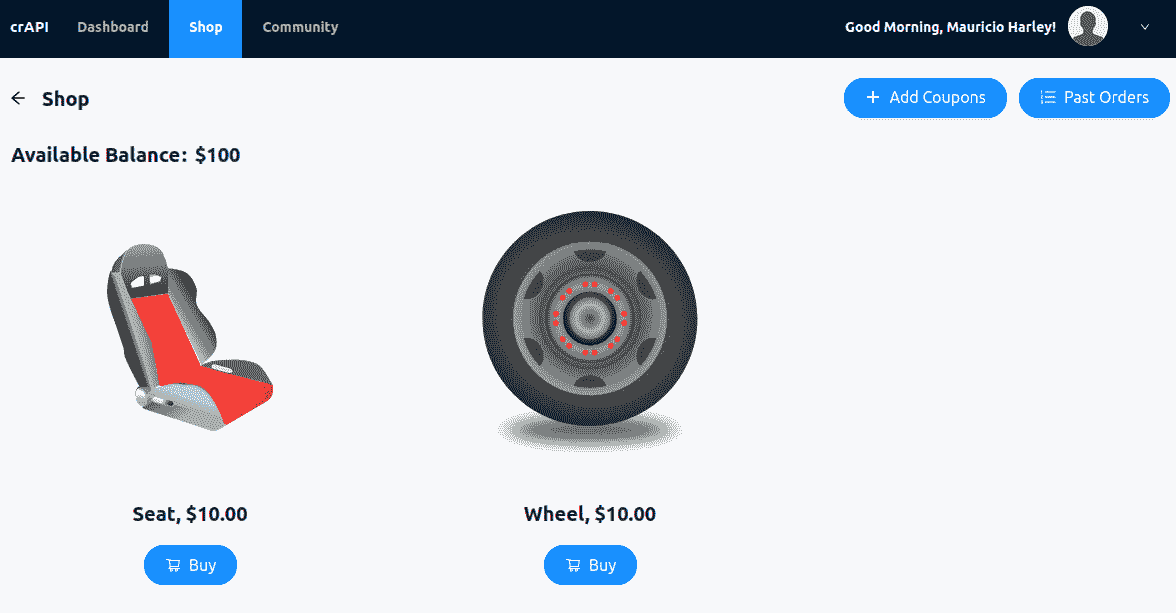 crAPI Dashboard Shop Community Good Morning, Mauricio Harley!
Shop + Add Coupons Past Orders
Available Balance: $100
Seat, $10.00 Wheel, $10.00
Buy Buy